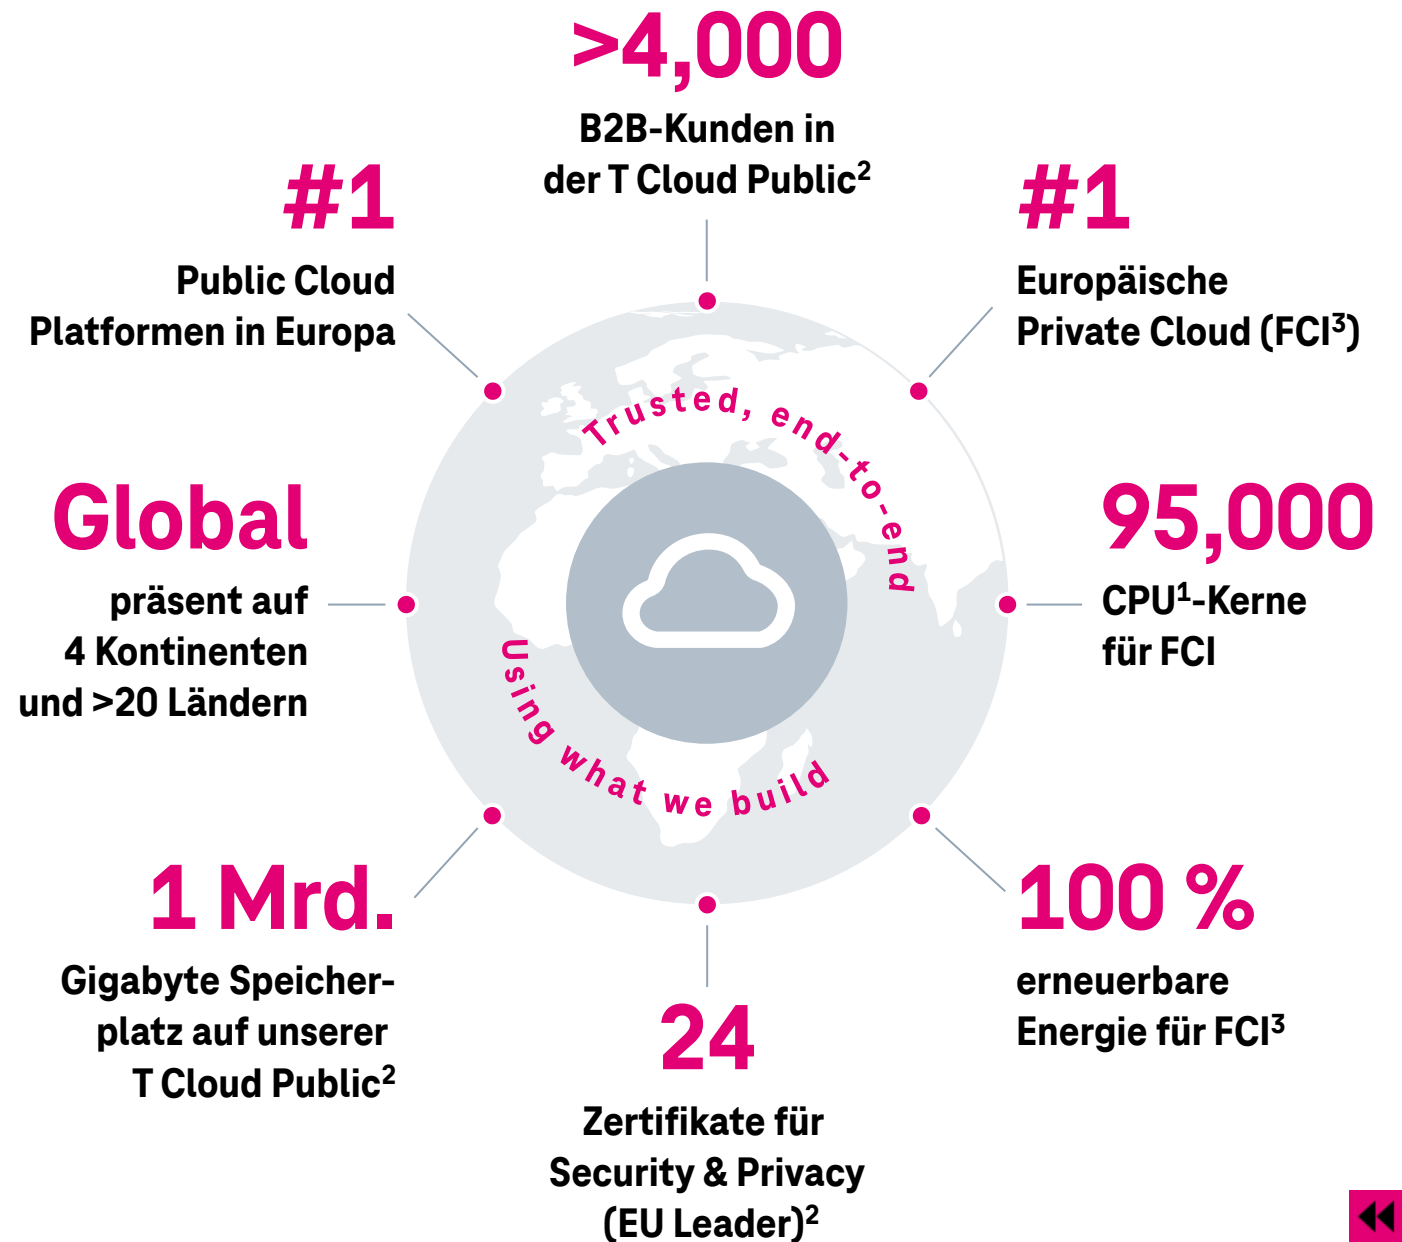 >4,000
B2B-Kunden in
der T Cloud Public²
#1
Public Cloud
Platformen in Europa
#1
Europäische
Private Cloud (FCI³)
Trusted, end-to-end
Global
präsent auf
4 Kontinenten
und >20 Ländern
95,000
CPU¹-Kerne
für FCI
Using what we build
1 Mrd.
Gigabyte Speicher-
platz auf unserer
T Cloud Public²
100 %
erneuerbare
Energie für FCI³
24
Zertifikate für
Security & Privacy
(EU Leader)²